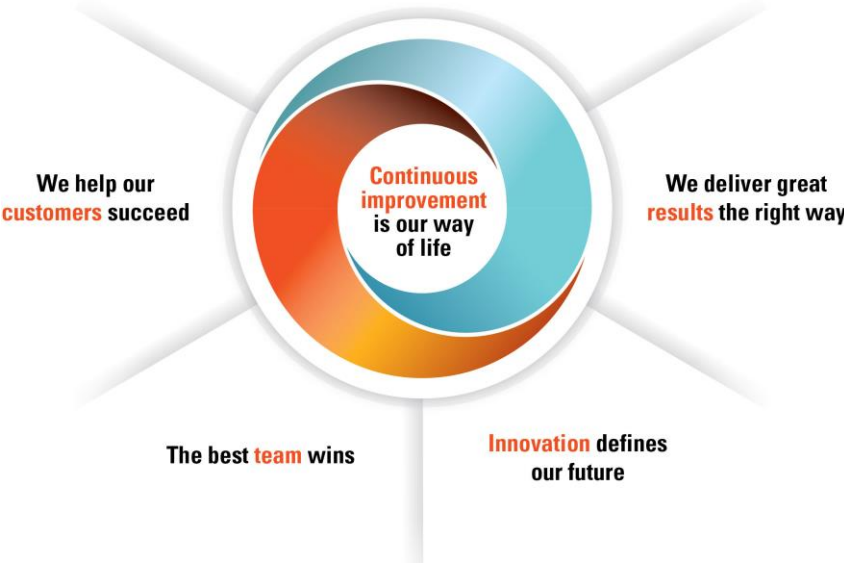 Continuous
improvement
is our way
of life
We help our
customers succeed
We deliver great
results the right way
The best team wins
Innovation defines
our future